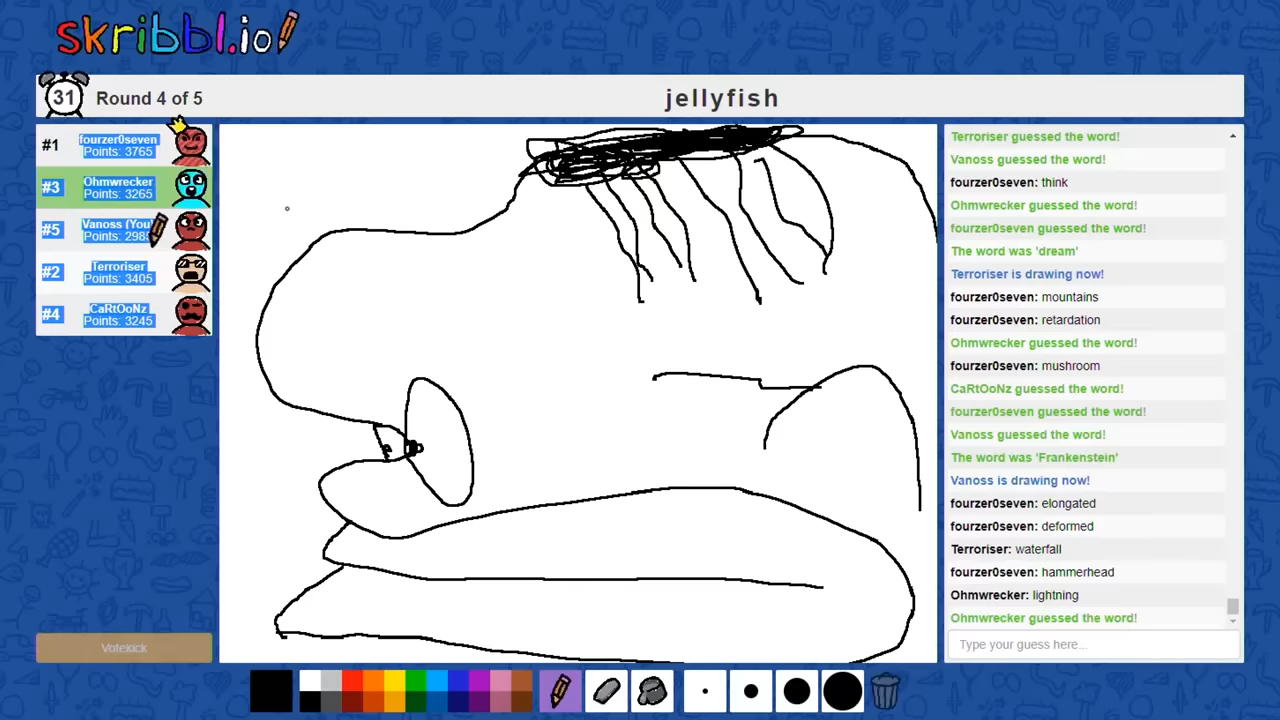 skribbl.io
31
Round 4 of 5
jellyfish
#1
fourzer0seven
Points: 3765
#3
Ohmwrecker
Points: 3265
#5
Vanoss (You)
Points: 298
#2
Terroriser
Points: 3405
#4
CaRtOoNz
Points: 3245
Votekick
Terroriser guessed the word!
Vanoss guessed the word!
fourzer0seven: think
Ohmwrecker guessed the word!
fourzer0seven guessed the word!
The word was 'dream'
Terroriser is drawing now!
fourzer0seven: mountains
fourzer0seven: retardation
Ohmwrecker guessed the word!
fourzer0seven: mushroom
CaRtOoNz guessed the word!
fourzer0seven guessed the word!
Vanoss guessed the word!
The word was 'Frankenstein'
Vanoss is drawing now!
fourzer0seven: elongated
fourzer0seven: deformed
Terroriser: waterfall
fourzer0seven: hammerhead
Ohmwrecker: lightning
Ohmwrecker guessed the word!
Type your guess here...